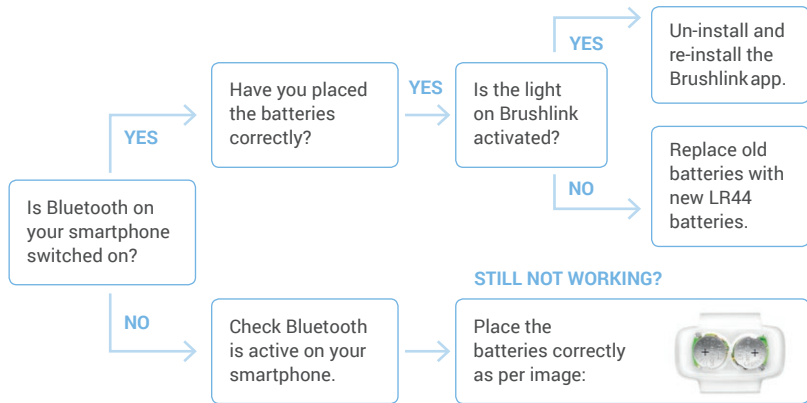 Is Bluetooth on
your smartphone
switched on?
YES
Have you placed
the batteries
correctly?
YES
Is the light
on Brushlink
activated?
YES
Un-install and
re-install the
Brushlink app.
NO
Replace old
batteries with
new LR44
batteries.
NO
Check Bluetooth
is active on your
smartphone.
STILL NOT WORKING?
Place the
batteries correctly
as per image:
+ +